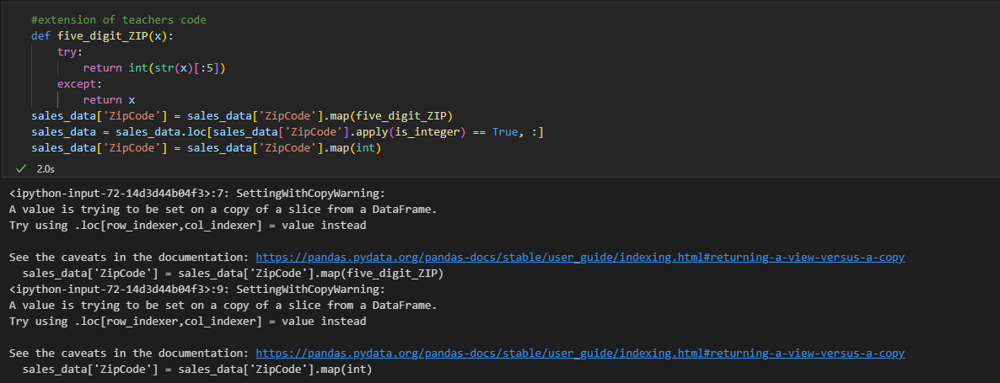 #extension of teachers code
def five_digit_ZIP(x):
    try:
        return int(str(x)[:5])
    except:
        return x
sales_data['ZipCode'] = sales_data['ZipCode'].map(five_digit_ZIP)
sales_data = sales_data.loc[sales_data['ZipCode'].apply(is_integer) == True, :]
sales_data['ZipCode'] = sales_data['ZipCode'].map(int)
✓ 2.0s
<ipython-input-72-14d3d44b04f3>:7: SettingWithCopyWarning:
A value is trying to be set on a copy of a slice from a DataFrame.
Try using .loc[row_indexer,col_indexer] = value instead

See the caveats in the documentation: https://pandas.pydata.org/pandas-docs/stable/user_guide/indexing.html#returning-a-view-versus-a-copy
  sales_data['ZipCode'] = sales_data['ZipCode'].map(five_digit_ZIP)
<ipython-input-72-14d3d44b04f3>:9: SettingWithCopyWarning:
A value is trying to be set on a copy of a slice from a DataFrame.
Try using .loc[row_indexer,col_indexer] = value instead

See the caveats in the documentation: https://pandas.pydata.org/pandas-docs/stable/user_guide/indexing.html#returning-a-view-versus-a-copy
  sales_data['ZipCode'] = sales_data['ZipCode'].map(int)